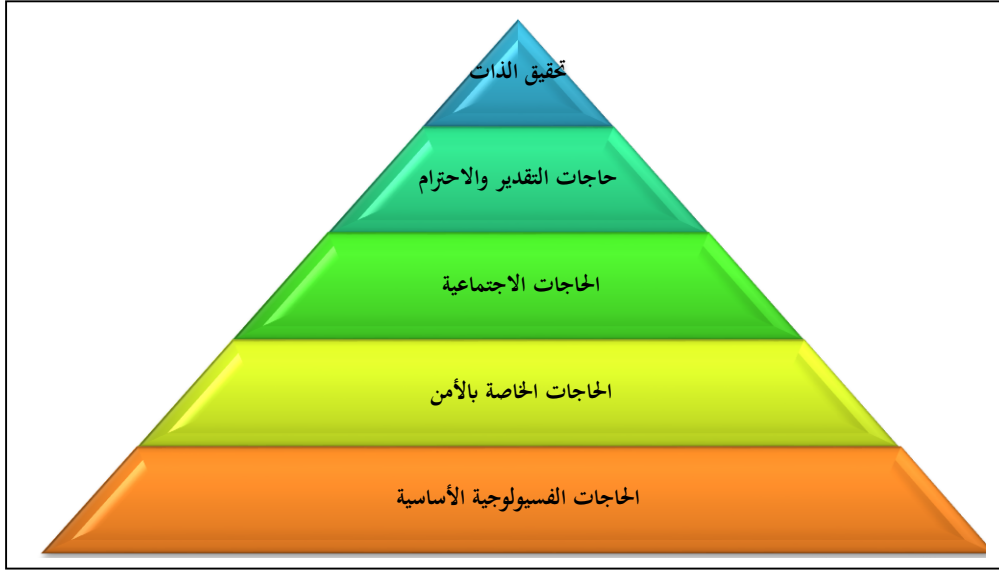 تحقيق الذات
حاجات التقدير والاحترام
الحاجات الاجتماعية
الحاجات الخاصة بالأمن
الحاجات الفسيولوجية الأساسية